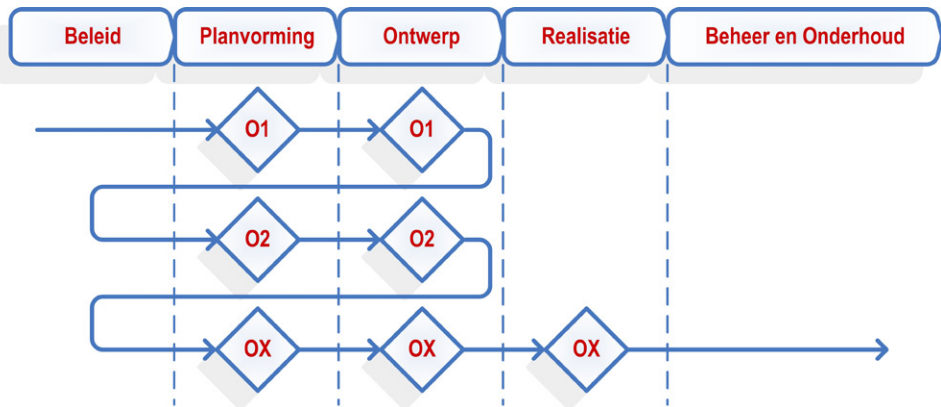 Beleid Planvorming Ontwerp Realisatie Beheer en Onderhoud
O1 O1
O2 O2
OX OX OX